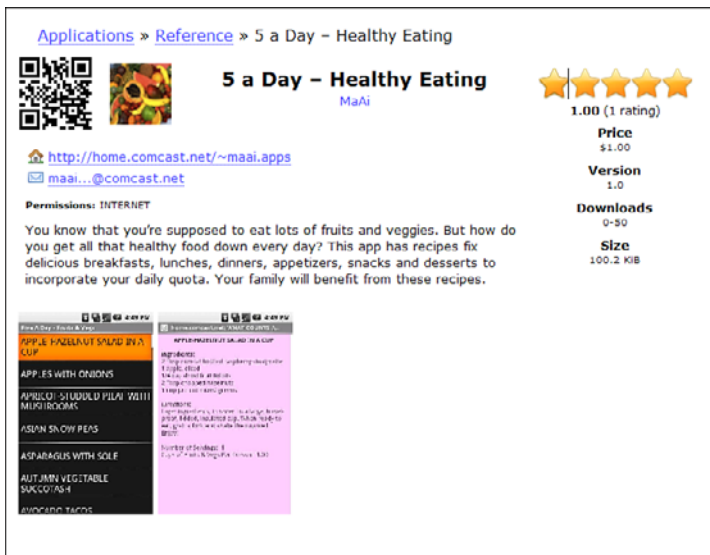 Applications » Reference » 5 a Day – Healthy Eating
5 a Day – Healthy Eating
MaAi
1.00 (1 rating)
Price
$1.00
Version
1.0
Downloads
0-50
Size
100.2 KiB
http://home.comcast.net/~maai.apps
maai...@comcast.net
Permissions: INTERNET
You know that you're supposed to eat lots of fruits and veggies. But how do
you get all that healthy food down every day? This app has recipes fix
delicious breakfasts, lunches, dinners, appetizers, snacks and desserts to
incorporate your daily quota. Your family will benefit from these recipes.
APPLE HAZELNUT SALAD IN A
CUP
APPLES WITH ONIONS
APRICOT-STUDDED PILAF WITH
MUSHROOMS
ASIAN SNOW PEAS
ASPARAGUS WITH SOLE
AUTUMN VEGETABLE
SUCCOTASH
AVOCADO TACOS
APPLE HAZELNUT SALAD IN A CUP
Ingredients: